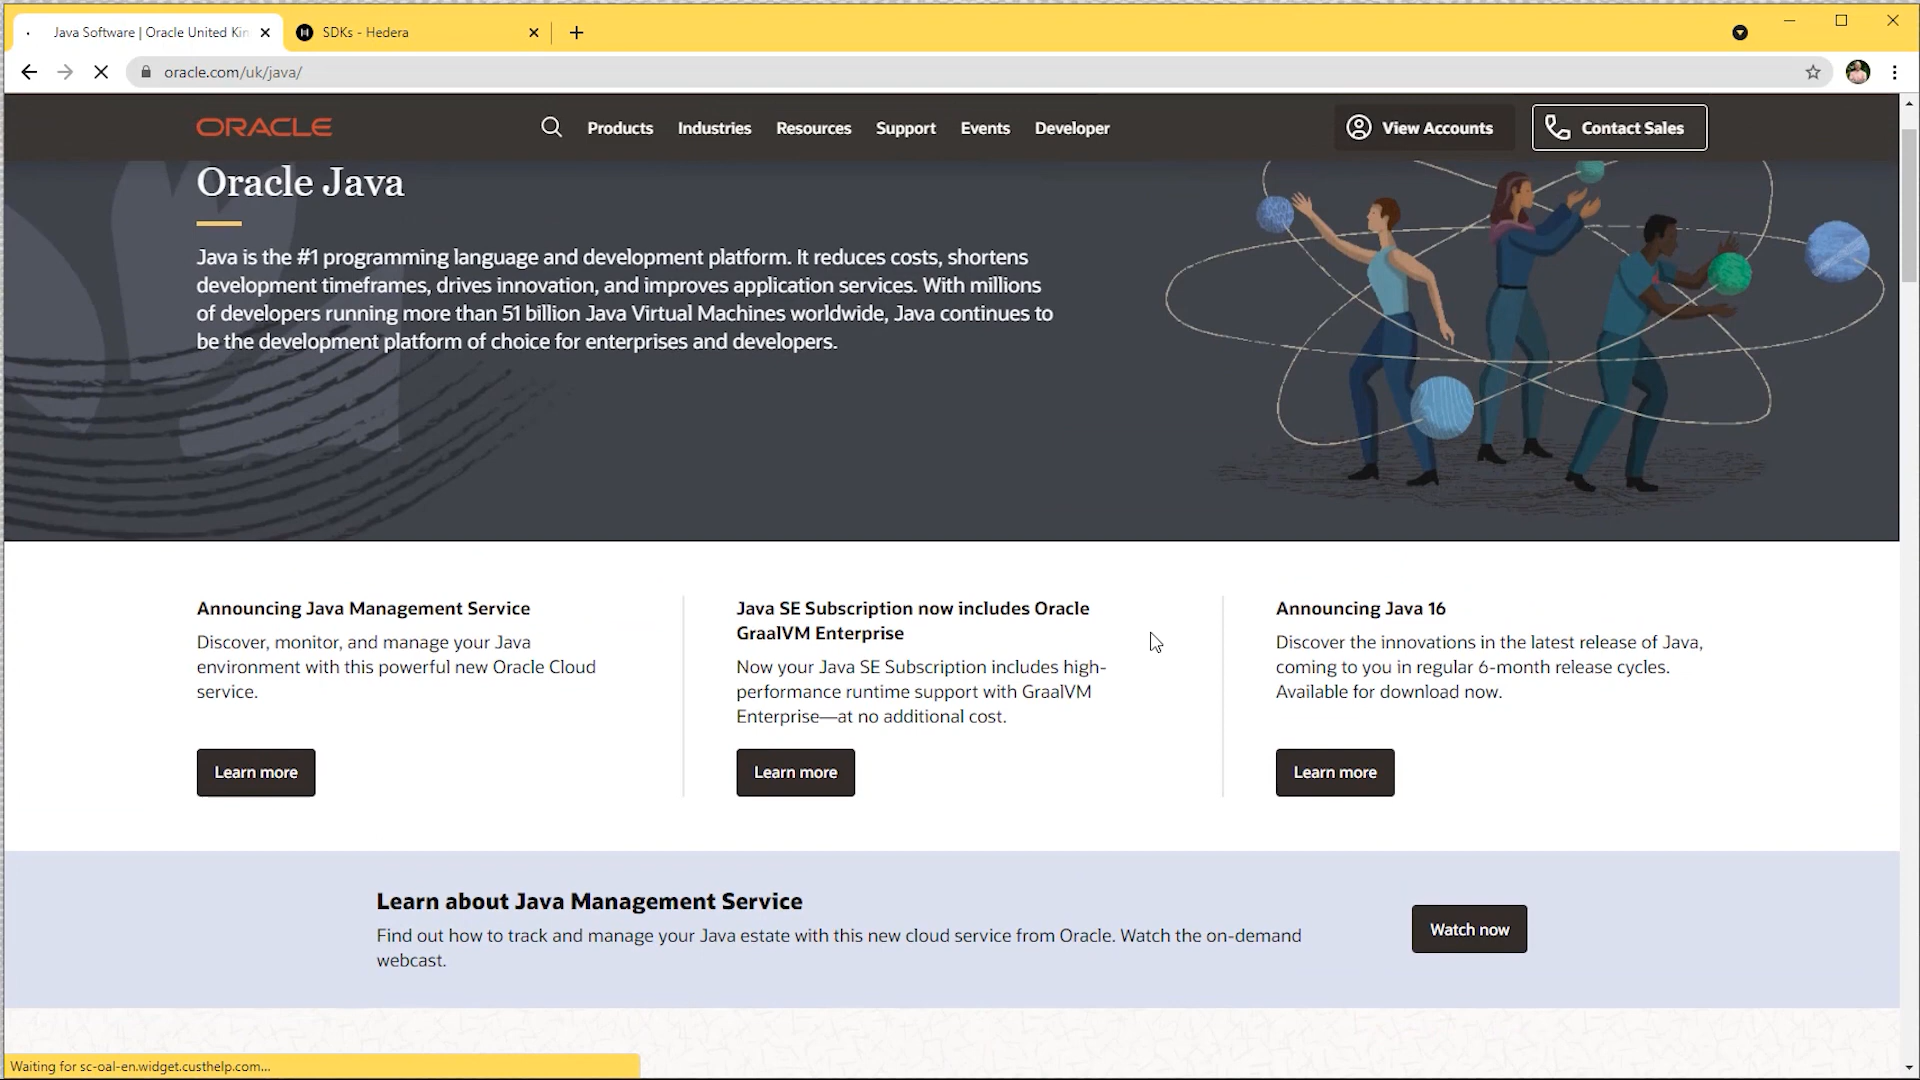 Java Software | Oracle United Kin
SDKs - Hedera
oracle.com/uk/java/
ORACLE
Products
Industries
Resources
Support
Events
Developer
View Accounts
Contact Sales
Oracle Java
Java is the #1 programming language and development platform. It reduces costs, shortens
development timeframes, drives innovation, and improves application services. With millions
of developers running more than 51 billion Java Virtual Machines worldwide, Java continues to
be the development platform of choice for enterprises and developers.
Announcing Java Management Service
Discover, monitor, and manage your Java
environment with this powerful new Oracle Cloud
service.
Learn more
Java SE Subscription now includes Oracle
GraalVM Enterprise
Now your Java SE Subscription includes high-
performance runtime support with GraalVM
Enterprise—at no additional cost.
Learn more
Announcing Java 16
Discover the innovations in the latest release of Java,
coming to you in regular 6-month release cycles.
Available for download now.
Learn more
Learn about Java Management Service
Find out how to track and manage your Java estate with this new cloud service from Oracle. Watch the on-demand
webcast.
Watch now
Waiting for sc-oal-en.widget.custhelp.com...